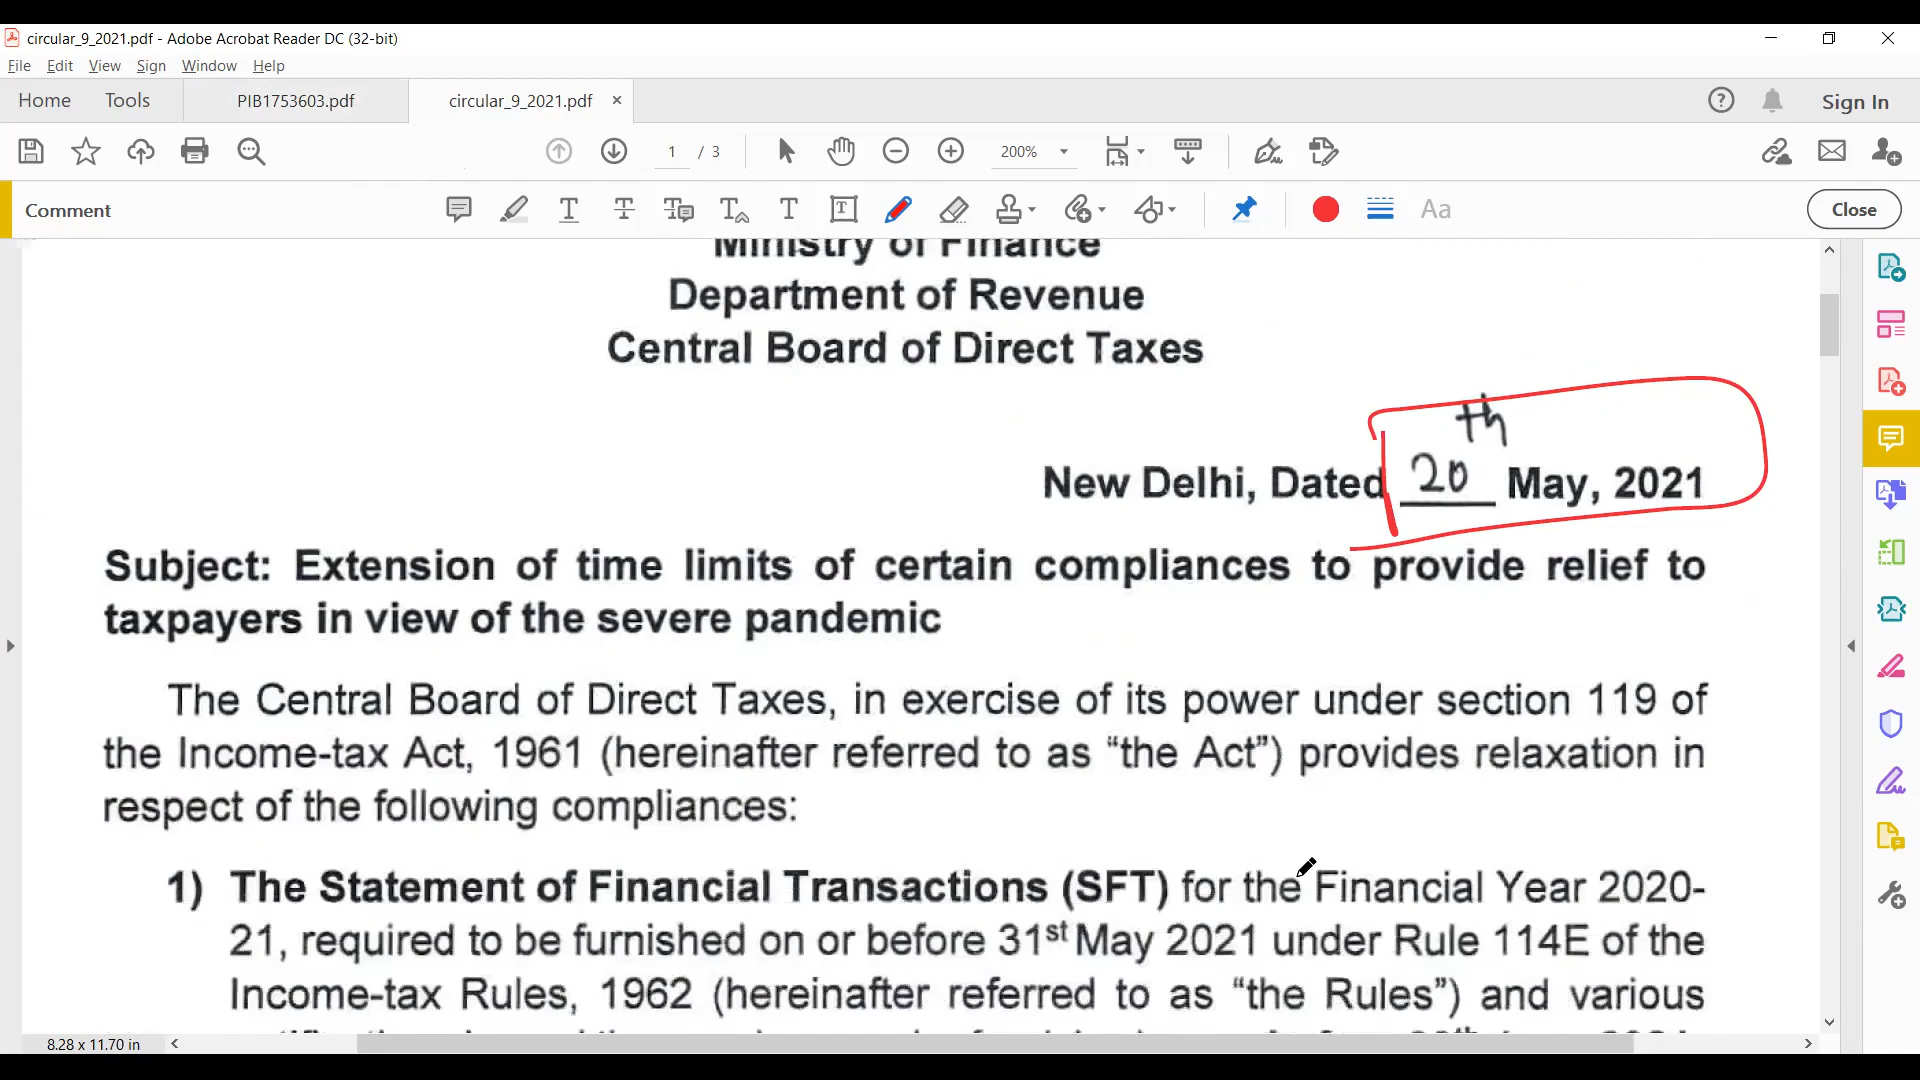 circular_9_2021.pdf - Adobe Acrobat Reader DC (32-bit)
File Edit View Sign Window Help
Home Tools PIB1753603.pdf circular_9_2021.pdf × Sign In
1 / 3 200%
Comment Aa Close
Ministry of Finance
Department of Revenue
Central Board of Direct Taxes
New Delhi, Dated 20th May, 2021
Subject: Extension of time limits of certain compliances to provide relief to
taxpayers in view of the severe pandemic
The Central Board of Direct Taxes, in exercise of its power under section 119 of
the Income-tax Act, 1961 (hereinafter referred to as “the Act”) provides relaxation in
respect of the following compliances:
1) The Statement of Financial Transactions (SFT) for the Financial Year 2020-
21, required to be furnished on or before 31st May 2021 under Rule 114E of the
Income-tax Rules, 1962 (hereinafter referred to as “the Rules”) and various
8.28 x 11.70 in